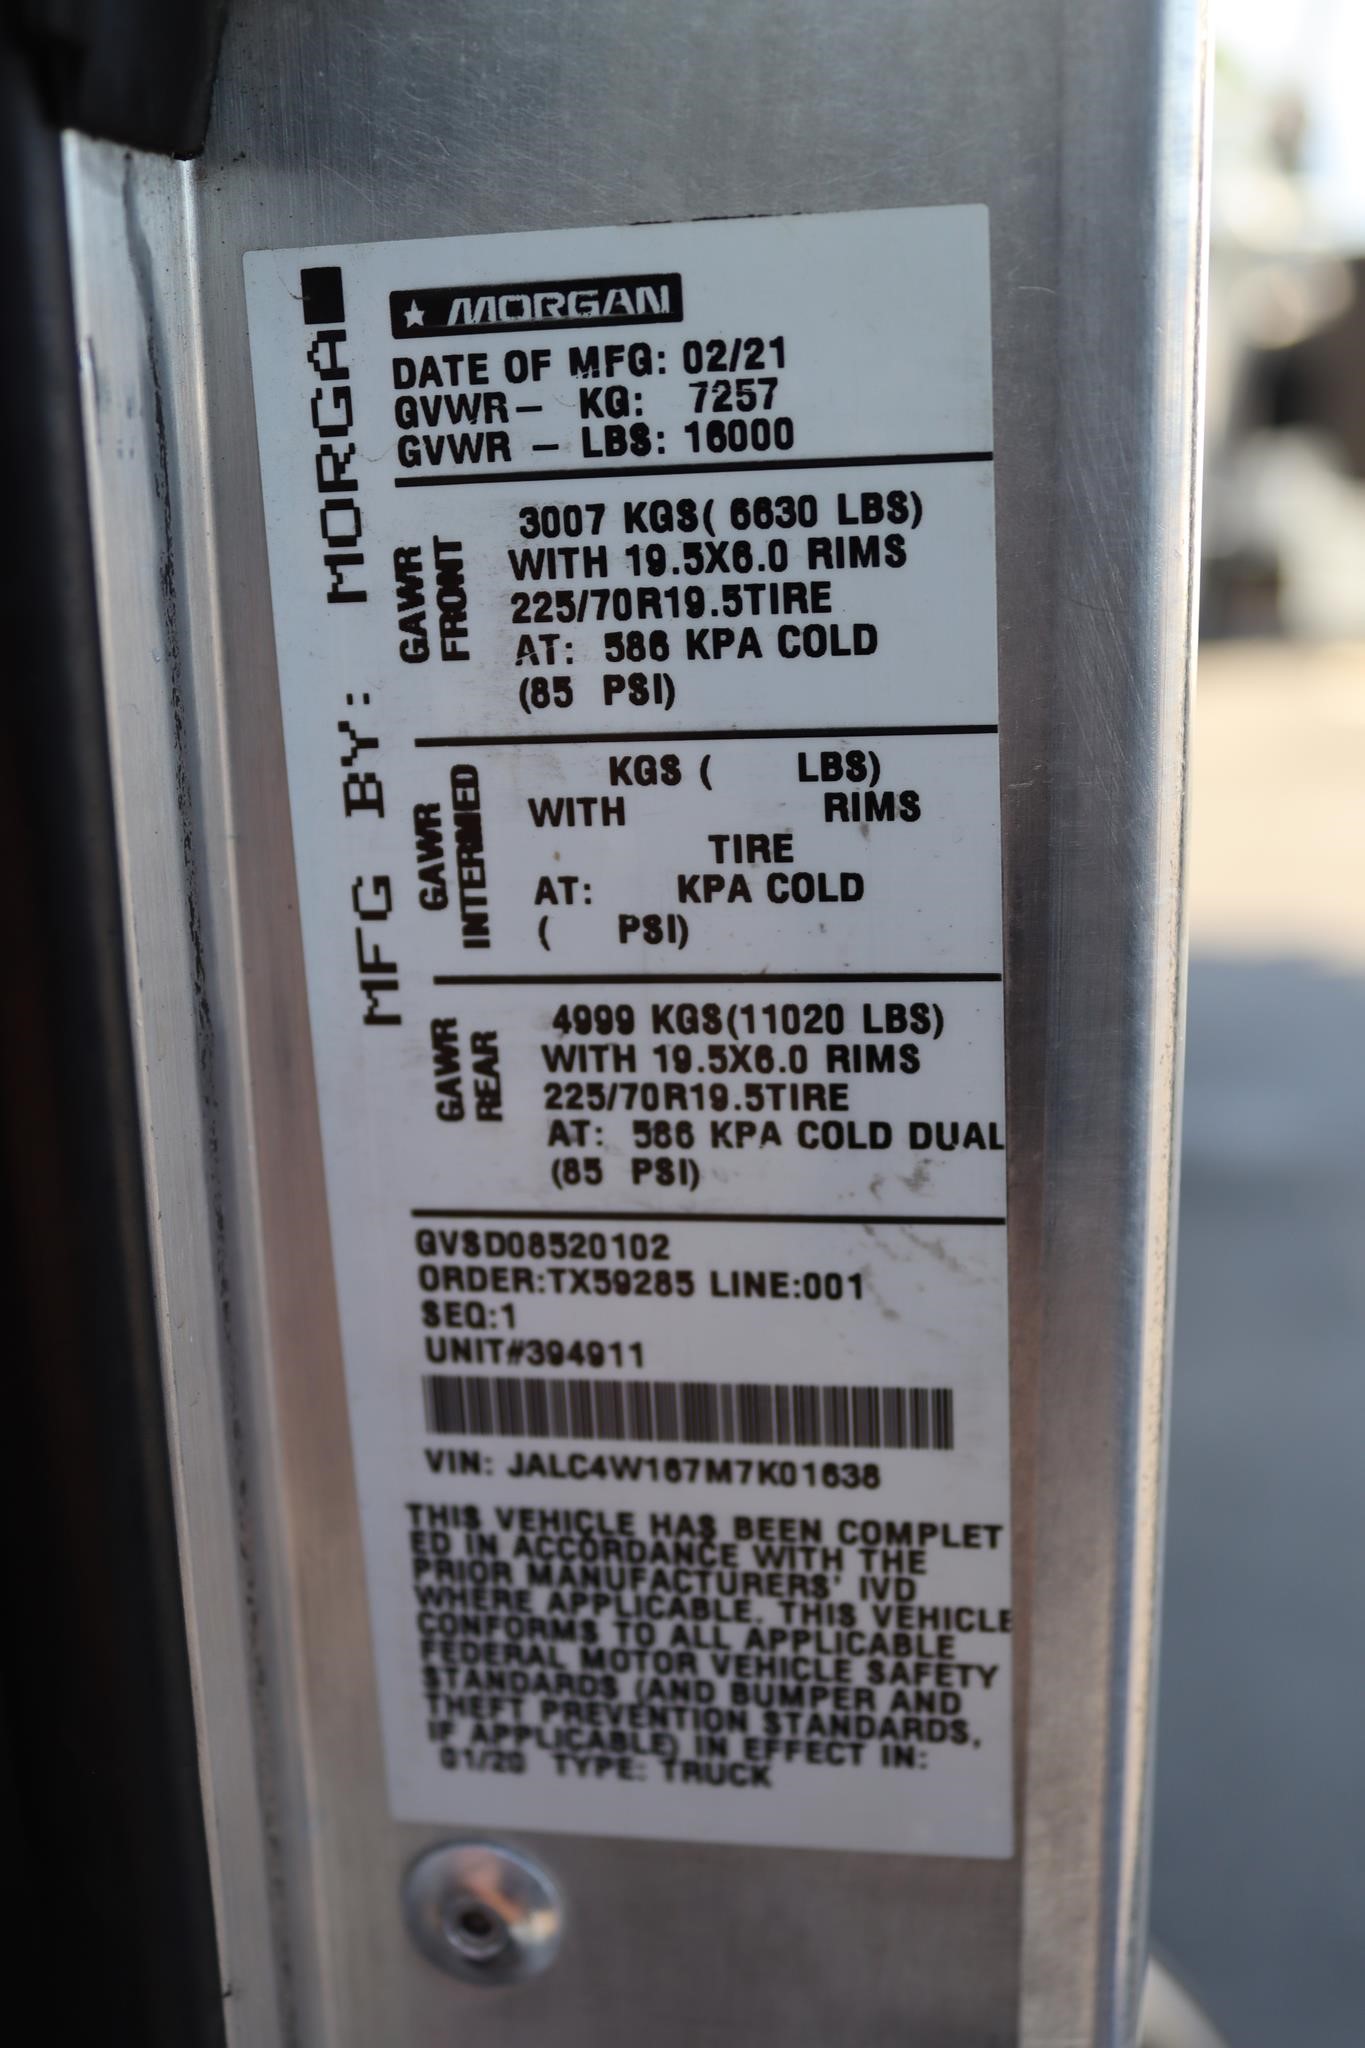 MFG BY: MORGA
MORGAN
DATE OF MFG: 02/21
GVWR - KG: 7257
GVWR - LBS: 16000
GAWR
FRONT
3007 KGS( 6630 LBS)
WITH 19.5X6.0 RIMS
225/70R19.5TIRE
AT: 586 KPA COLD
(85 PSI)
GAWR
INTERMED
KGS ( LBS)
WITH RIMS
TIRE
AT: KPA COLD
( PSI)
GAWR
REAR
4999 KGS(11020 LBS)
WITH 19.5X6.0 RIMS
225/70R19.5TIRE
AT: 586 KPA COLD DUAL
(85 PSI)
GVSD08520102
ORDER:TX59285 LINE:001
SEQ:1
UNIT#394911
VIN: JALC4W167M7K01638
THIS VEHICLE HAS BEEN COMPLET
ED IN ACCORDANCE WITH THE
PRIOR MANUFACTURERS' IVD
WHERE APPLICABLE. THIS VEHICLE
CONFORMS TO ALL APPLICABLE
FEDERAL MOTOR VEHICLE SAFETY
STANDARDS (AND BUMPER AND
THEFT PREVENTION STANDARDS,
IF APPLICABLE) IN EFFECT IN:
01/20 TYPE: TRUCK